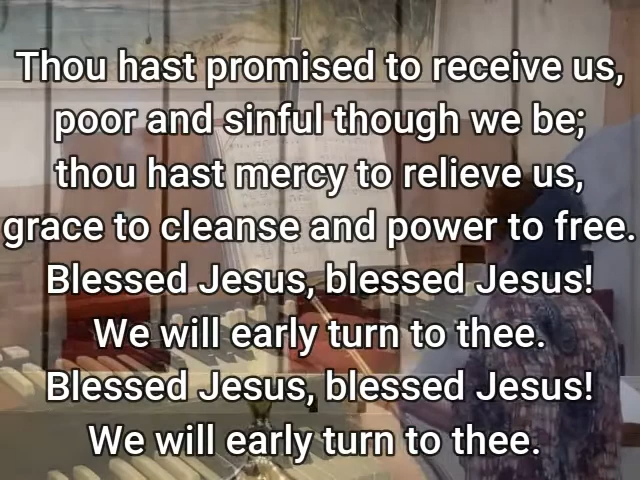 Thou hast promised to receive us,
poor and sinful though we be;
thou hast mercy to relieve us,
grace to cleanse and power to free.
Blessed Jesus, blessed Jesus!
We will early turn to thee.
Blessed Jesus, blessed Jesus!
We will early turn to thee.